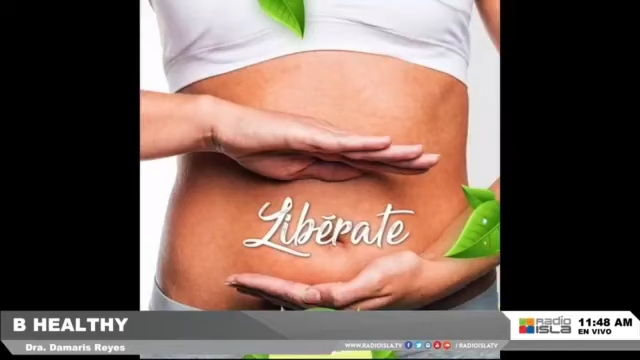 Libérate
B HEALTHY
Dra. Damaris Reyes
WWW.RADIOISLA.TV
/ RADIOISLATV
Radio
ISLA
11:48 AM
EN VIVO